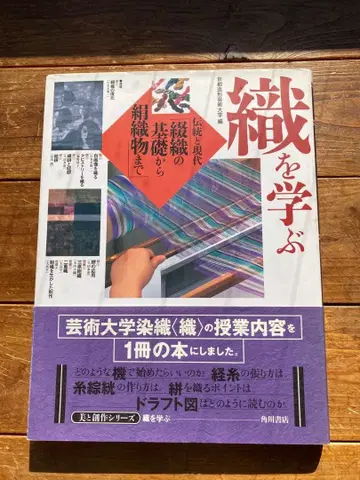 織を学ぶ
京都造形芸術大学 編
伝統と現代
「綴織の
基礎から
絹織物まで」
芸術大学染織〈織〉の授業内容を
1冊の本にしました。
どのような機で始めたらいいのか 経糸の張り方は
糸綜絖の作り方は 絣を織るポイントは
ドラフト図はどのように読むのか
美と創作シリーズ 織を学ぶ
角川書店